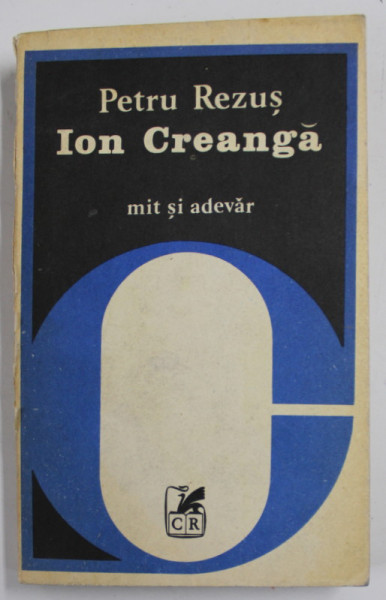 Petru Rezuș
Ion Creangă
mit și adevăr
CR